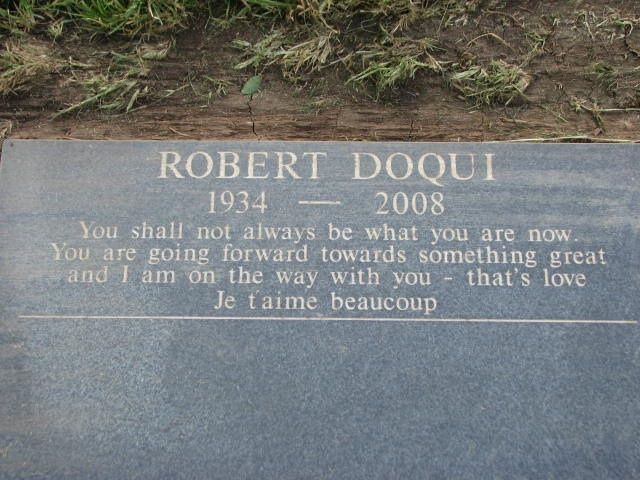 ROBERT DOQUI
1934 — 2008
You shall not always be what you are now.
You are going forward towards something great
and I am on the way with you - that's love
Je t'aime beaucoup